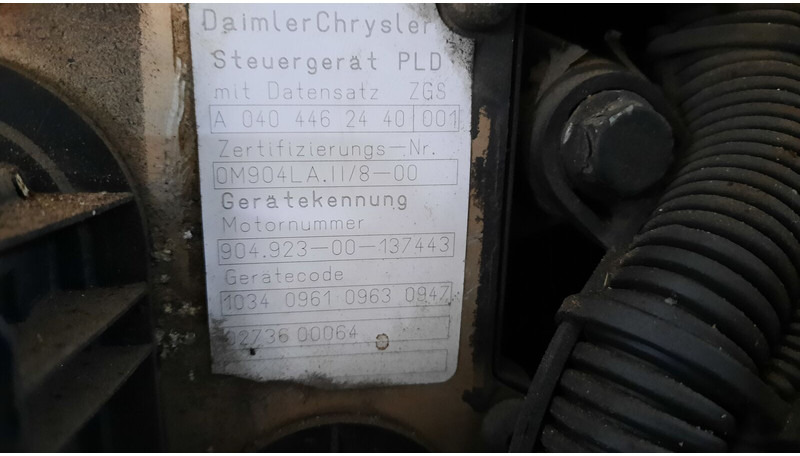 DaimlerChrysler
Steuergerät PLD
mit Datensatz ZGS
A 040 446 24 40 001
Zertifizierungs-Nr.
OM904LA.II/8-00
Gerätekennung
Motornummer
904.923-00-137443
Gerätecode
1034 0961 0963 0947
02736 00064